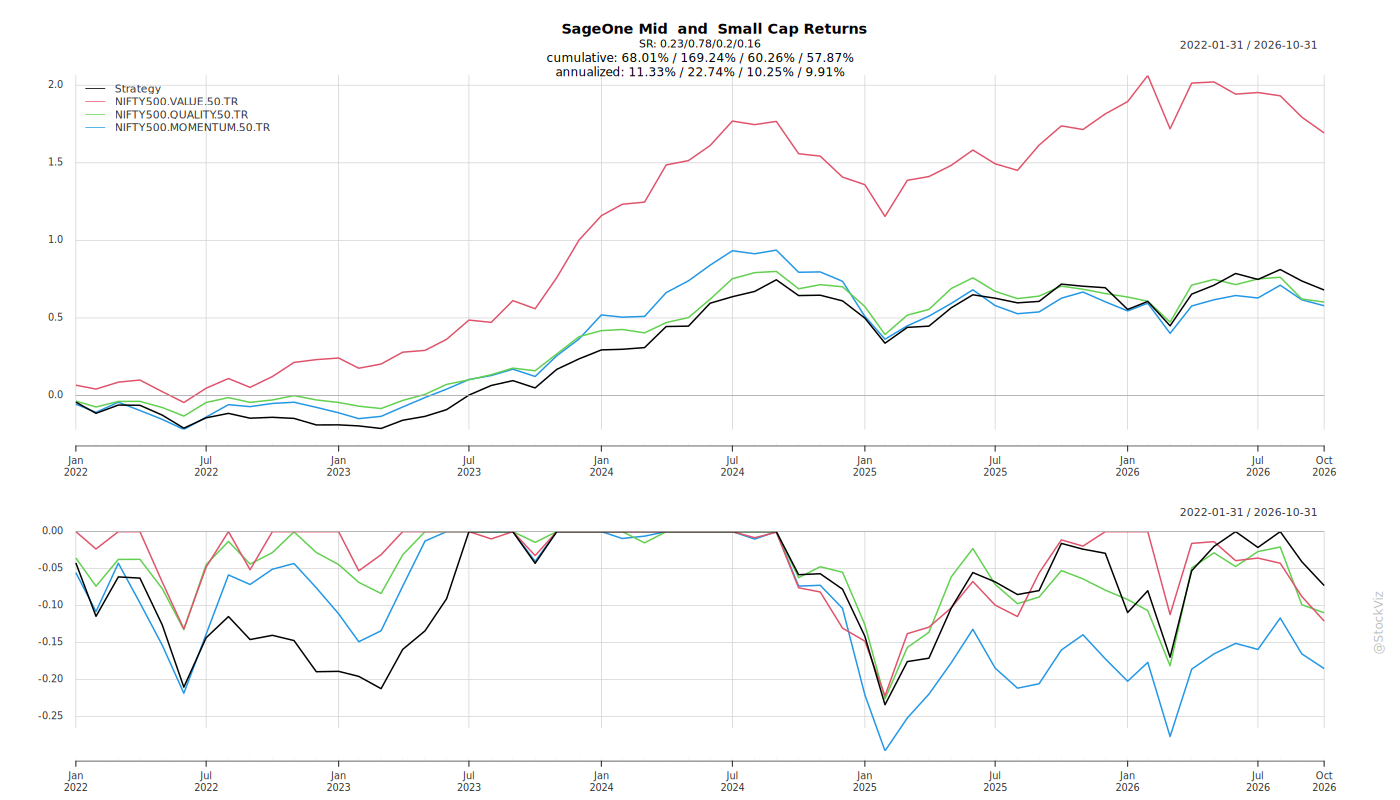 SageOne Mid  and  Small Cap Returns
SR: 0.23/0.78/0.2/0.16
cumulative: 68.01% / 169.24% / 60.26% / 57.87%
annualized: 11.33% / 22.74% / 10.25% / 9.91%
2022-01-31 / 2026-10-31
Strategy
NIFTY500.VALUE.50.TR
NIFTY500.QUALITY.50.TR
NIFTY500.MOMENTUM.50.TR
2.0
1.5
1.0
0.5
0.0
Jan Jul Jan Jul Jan Jul Jan Jul Jan Jul Oct
2022 2022 2023 2023 2024 2024 2025 2025 2026 2026 2026
2022-01-31 / 2026-10-31
0.00
-0.05
-0.10
-0.15
-0.20
-0.25
Jan Jul Jan Jul Jan Jul Jan Jul Jan Jul Oct
2022 2022 2023 2023 2024 2024 2025 2025 2026 2026 2026
@StockViz